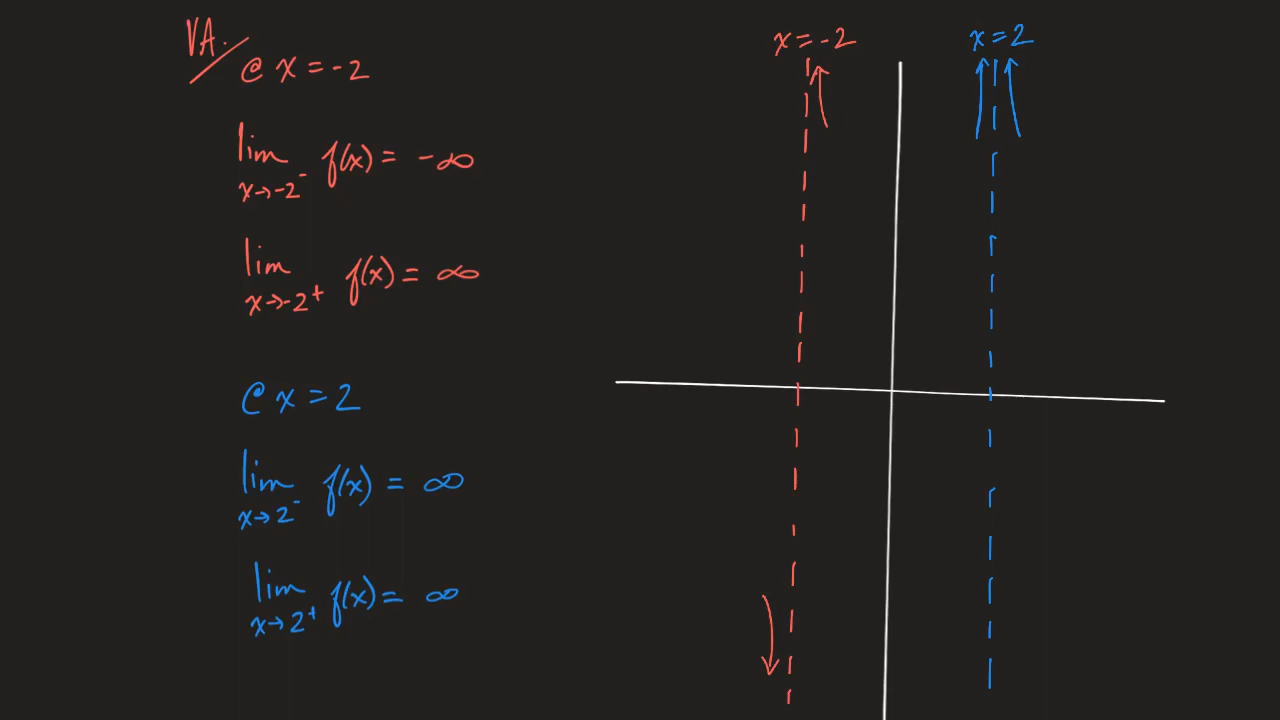 VA.
@ x = -2
lim f(x) = -∞
x→-2⁻
lim f(x) = ∞
x→-2⁺
@ x = 2
lim f(x) = ∞
x→2⁻
lim f(x) = ∞
x→2⁺
x = -2
x = 2